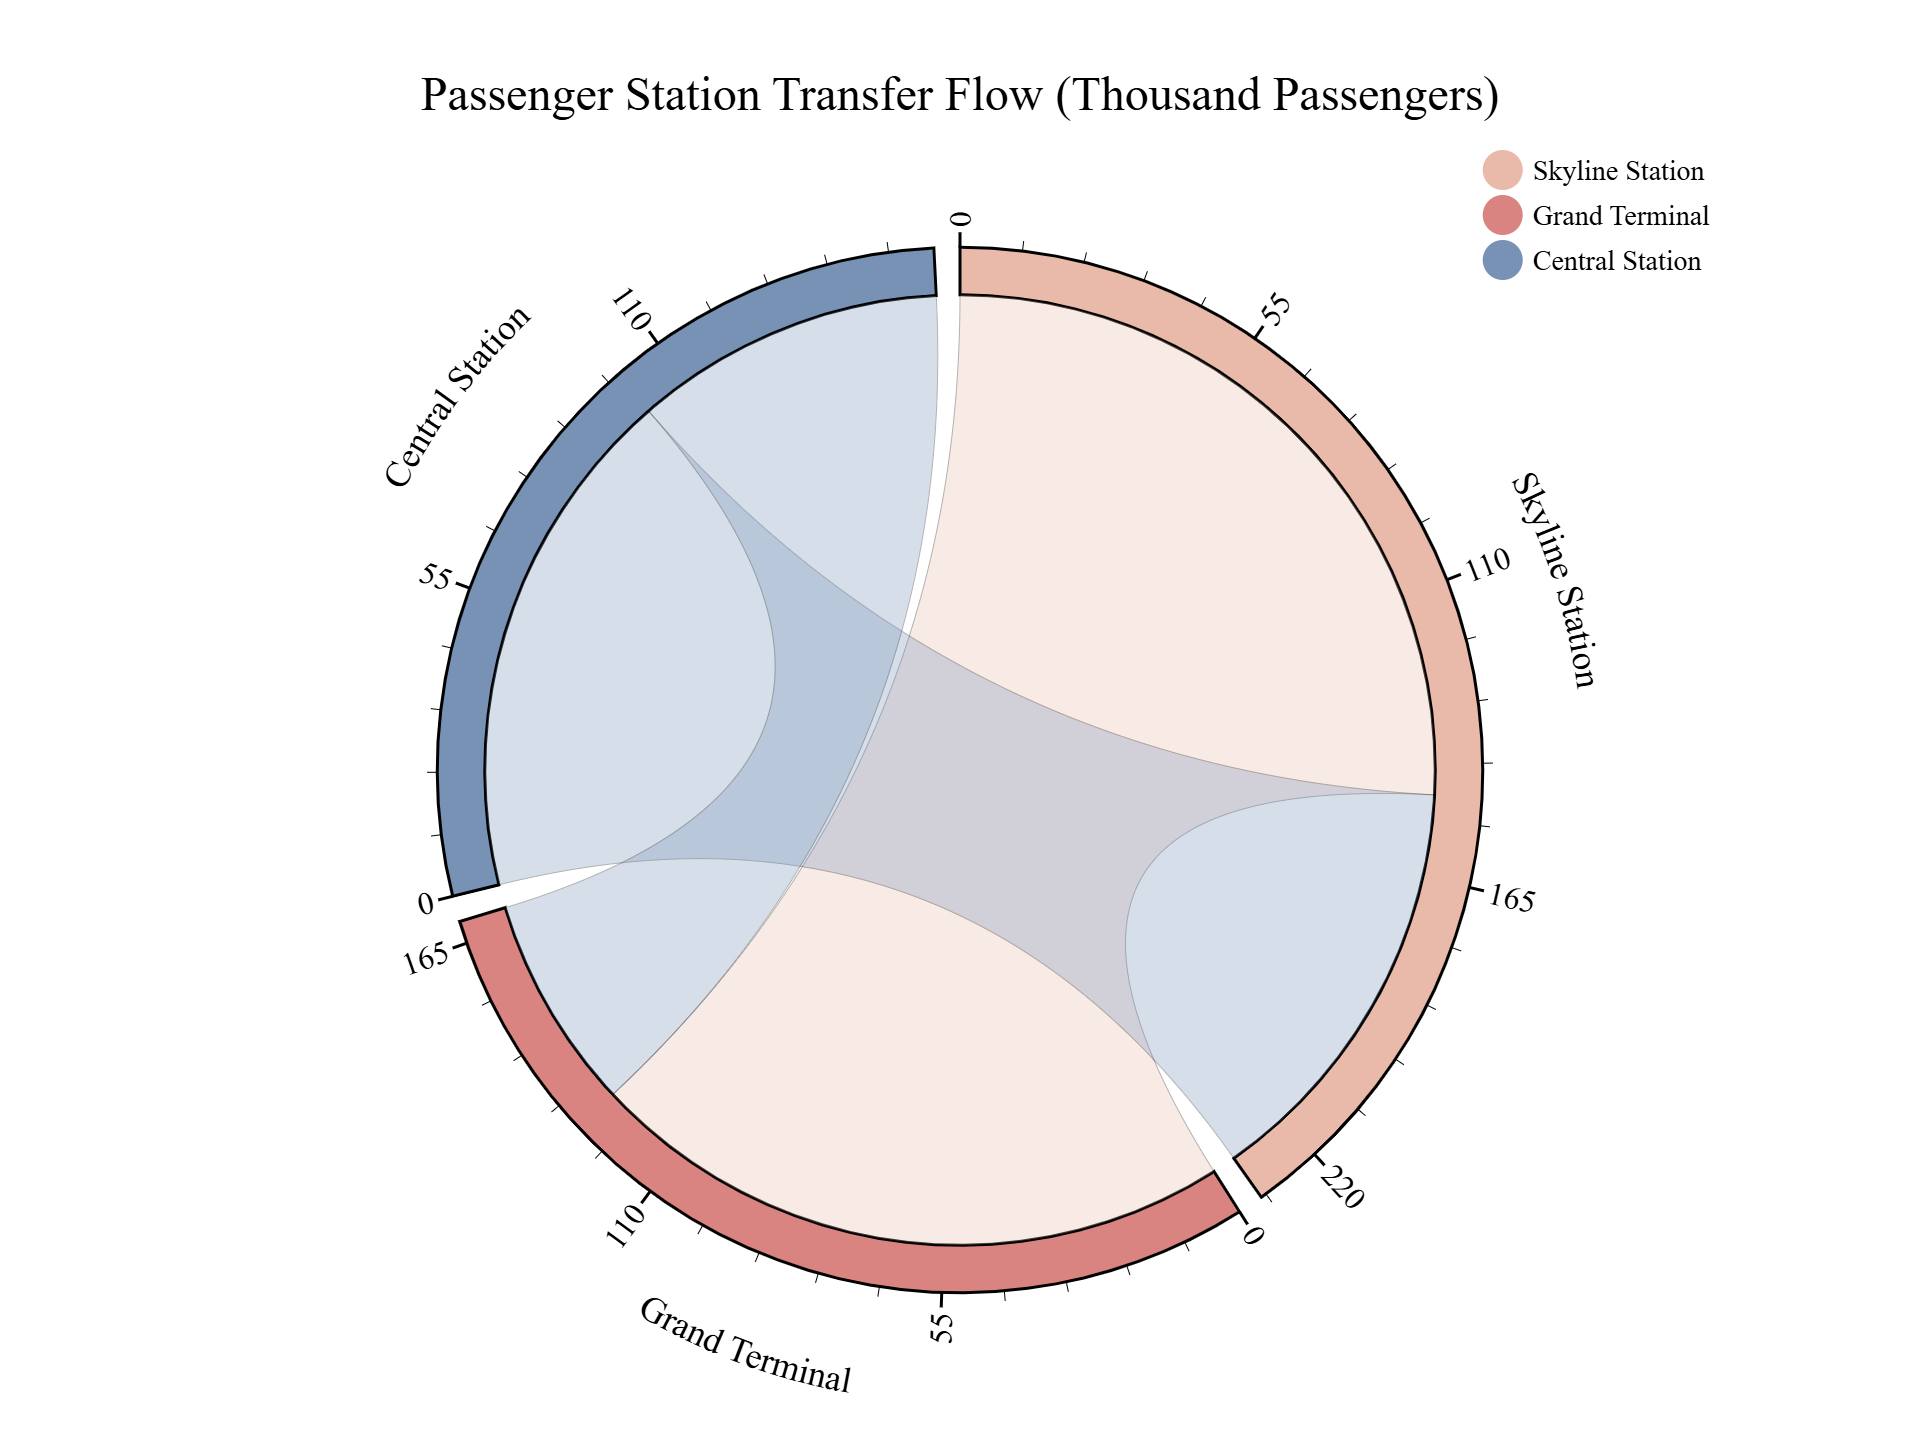 Passenger Station Transfer Flow (Thousand Passengers)
Skyline Station
Grand Terminal
Central Station
0
55
110
165
220
Skyline Station
0
55
110
165
Grand Terminal
0
55
110
Central Station